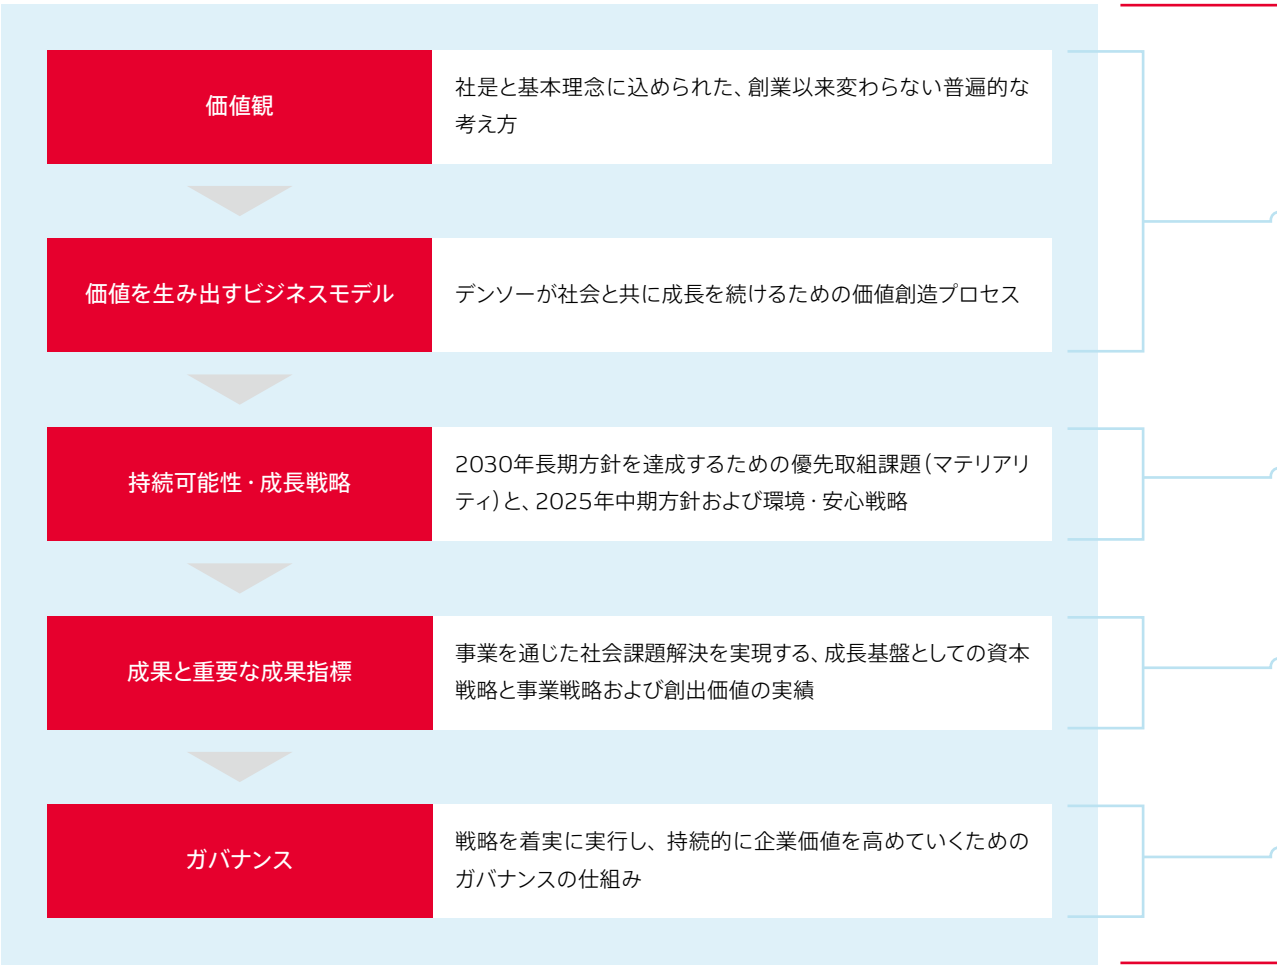 価値観
社是と基本理念に込められた、創業以来変わらない普遍的な
考え方
価値を生み出すビジネスモデル
デンソーが社会と共に成長を続けるための価値創造プロセス
持続可能性・成長戦略
2030年長期方針を達成するための優先取組課題(マテリアリ
ティ)と、2025年中期方針および環境・安心戦略
成果と重要な成果指標
事業を通じた社会課題解決を実現する、成長基盤としての資本
戦略と事業戦略および創出価値の実績
ガバナンス
戦略を着実に実行し、持続的に企業価値を高めていくための
ガバナンスの仕組み